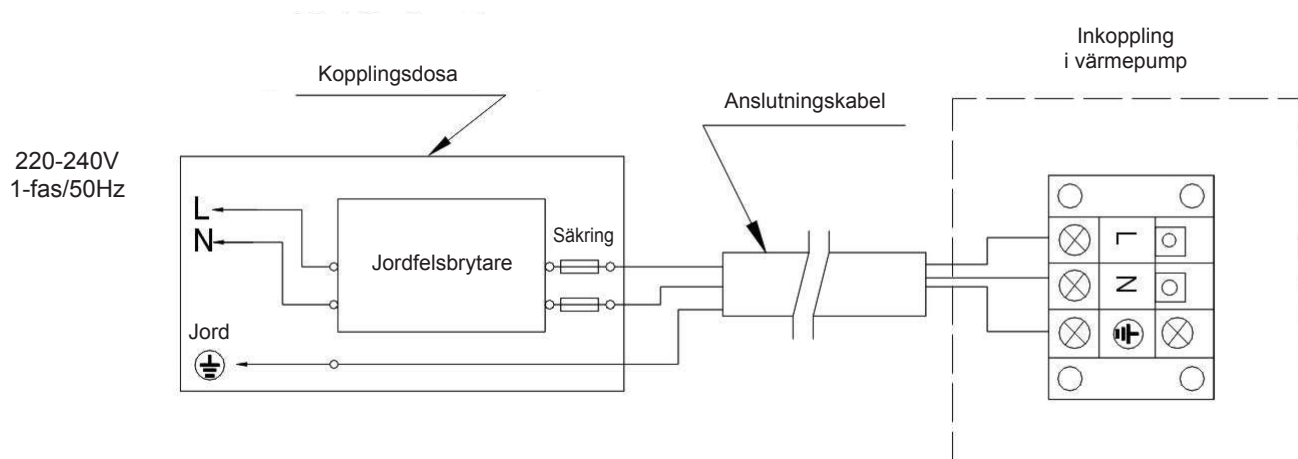 Inkoppling
i värmepump
Kopplingsdosa
Anslutningskabel
220-240V
1-fas/50Hz
L
N
Säkring
Jordfelsbrytare
Jord
L
N